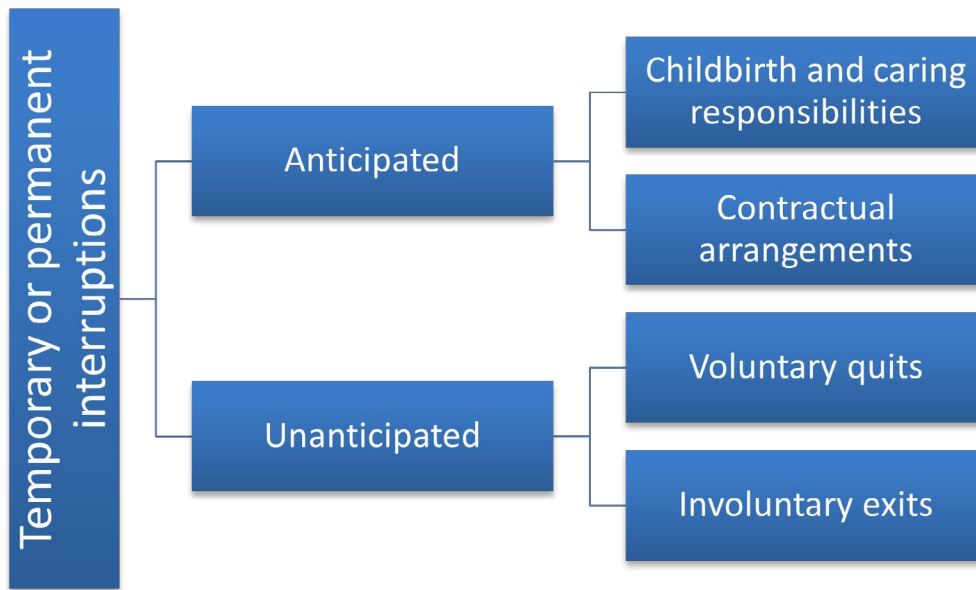 Temporary or permanent
interruptions
Anticipated
Childbirth and caring
responsibilities
Contractual
arrangements
Unanticipated
Voluntary quits
Involuntary exits